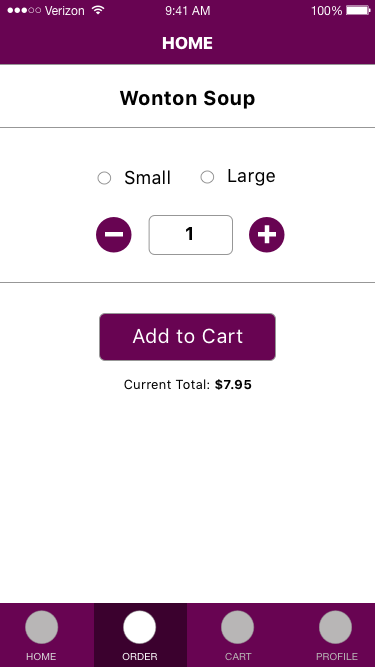 Verizon 9:41 AM 100%
HOME
Wonton Soup
Small Large
1
Add to Cart
Current Total: $7.95
HOME ORDER CART PROFILE